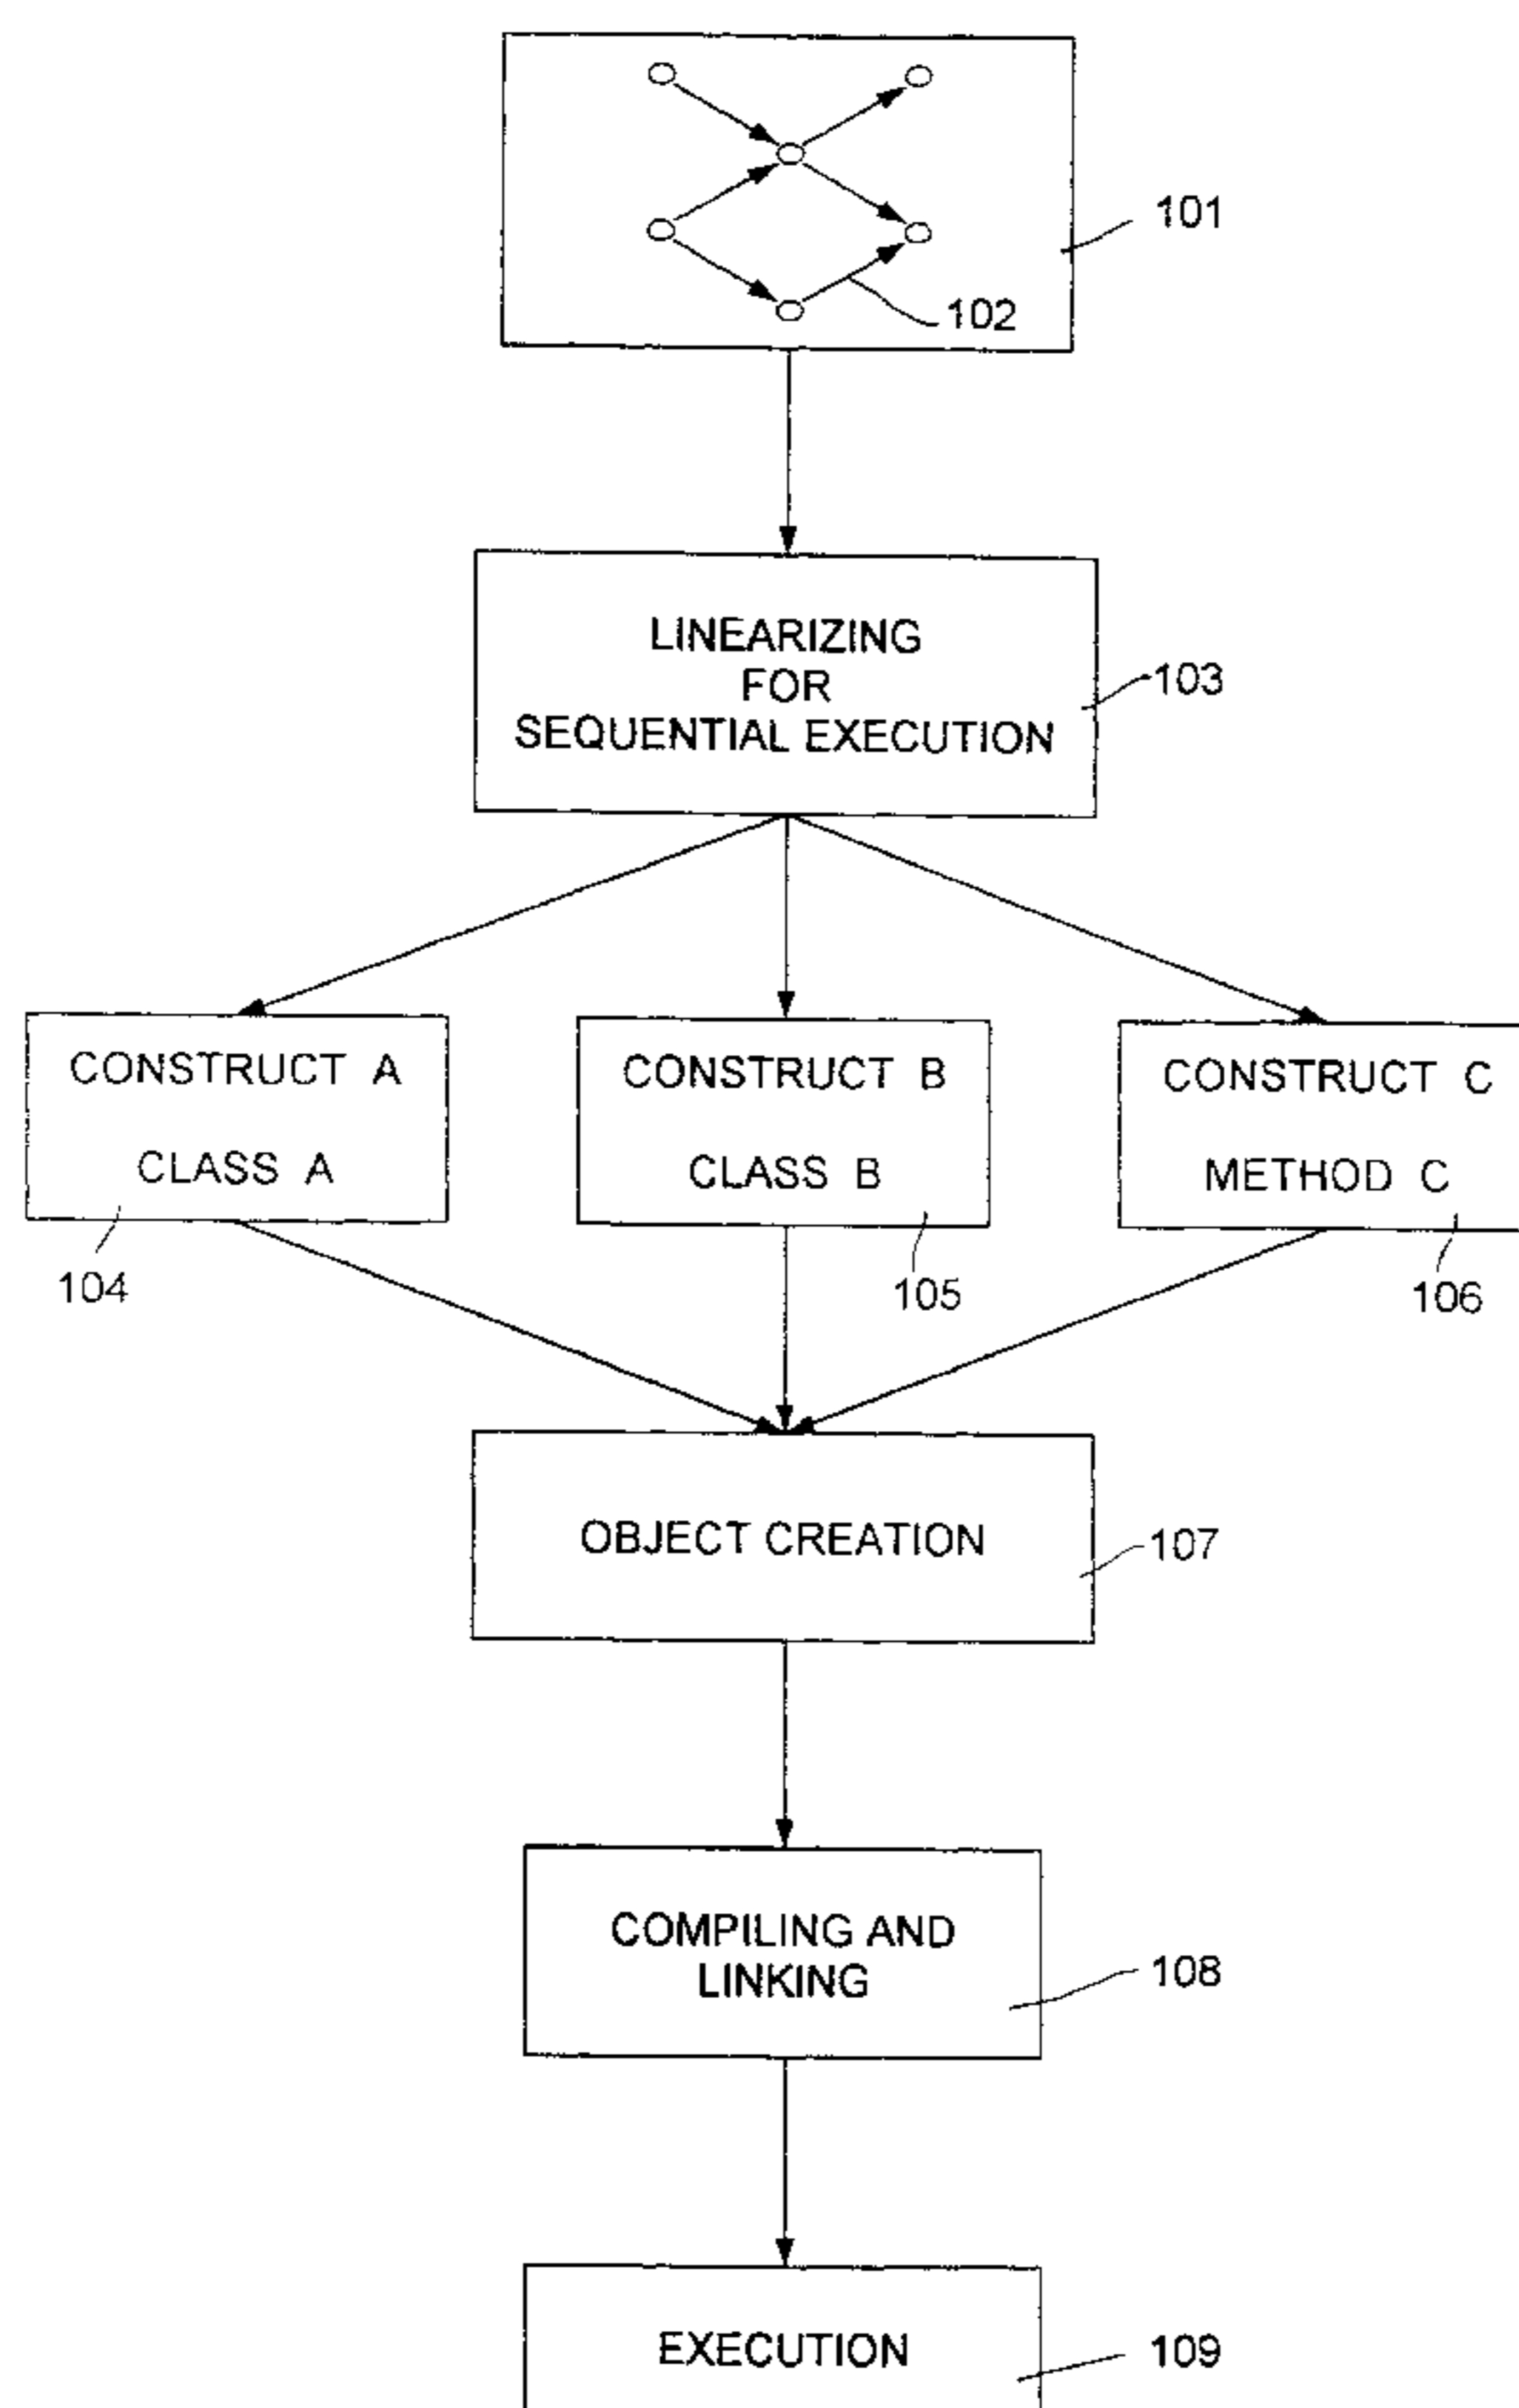 101
102
LINEARIZING
FOR
SEQUENTIAL EXECUTION
103
CONSTRUCT A
CLASS A
104
CONSTRUCT B
CLASS B
105
CONSTRUCT C
METHOD C
106
OBJECT CREATION
107
COMPILING AND
LINKING
108
EXECUTION
109